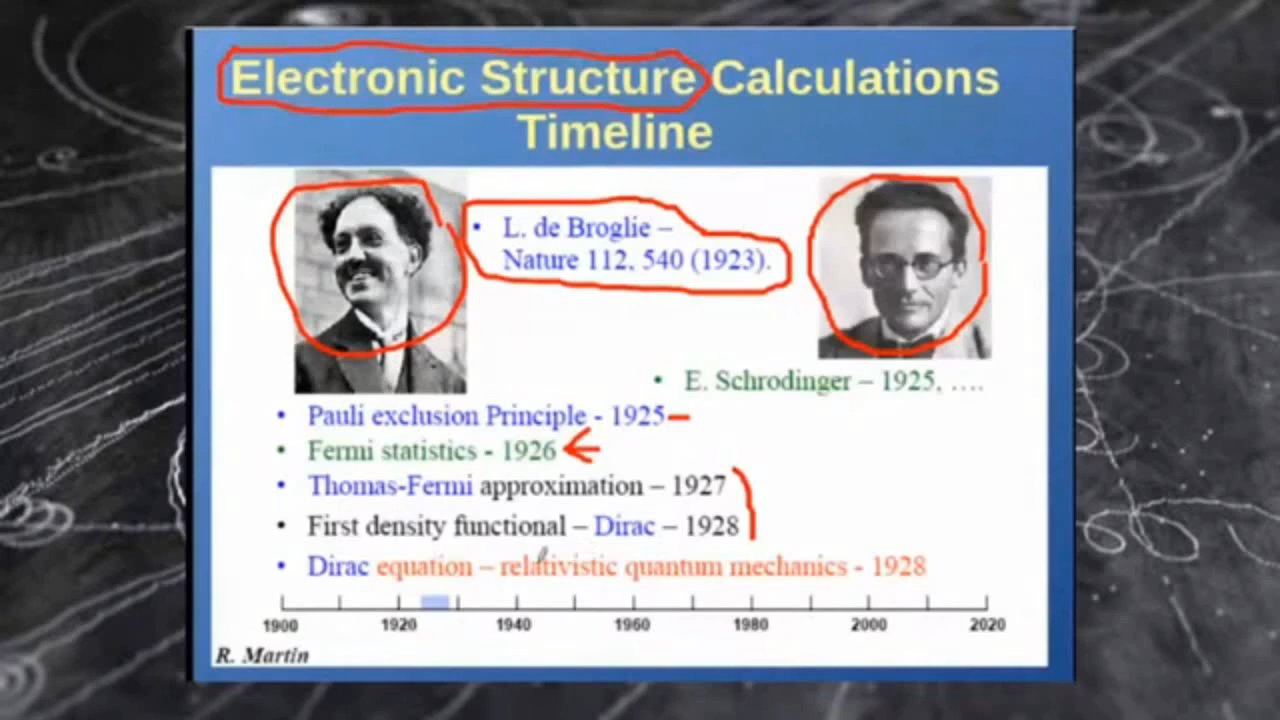 Electronic Structure Calculations
Timeline
• L. de Broglie –
Nature 112, 540 (1923).
• E. Schrodinger – 1925, ….
• Pauli exclusion Principle - 1925
• Fermi statistics - 1926
• Thomas-Fermi approximation – 1927
• First density functional – Dirac – 1928
• Dirac equation – relativistic quantum mechanics - 1928
1900 1920 1940 1960 1980 2000 2020
R. Martin